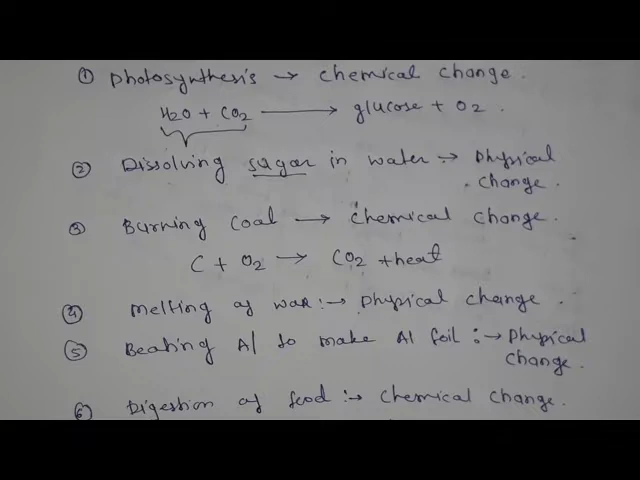 ① Photosynthesis → chemical change.
H2O + CO2 → glucose + O2.
② Dissolving sugar in water :→ Physical
change.
③ Burning coal → chemical change.
C + O2 → CO2 + heat
④ melting of wax :→ Physical change.
⑤ Beating Al to make Al foil :→ Physical
change.
⑥ Digestion of food :→ chemical change.